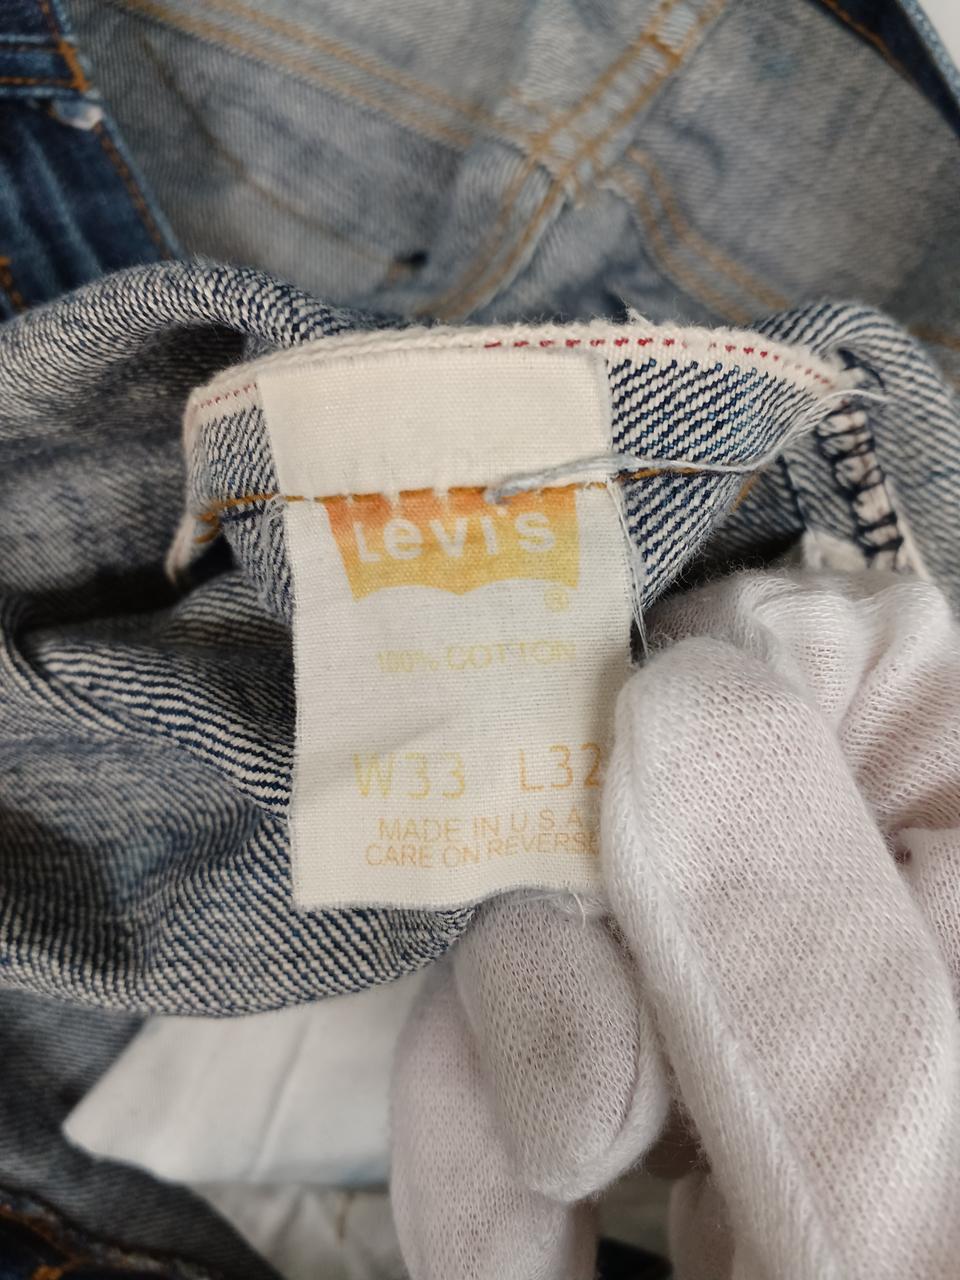 Levi's
®
100% COTTON
W33 L32
MADE IN U.S.A.
CARE ON REVERSE